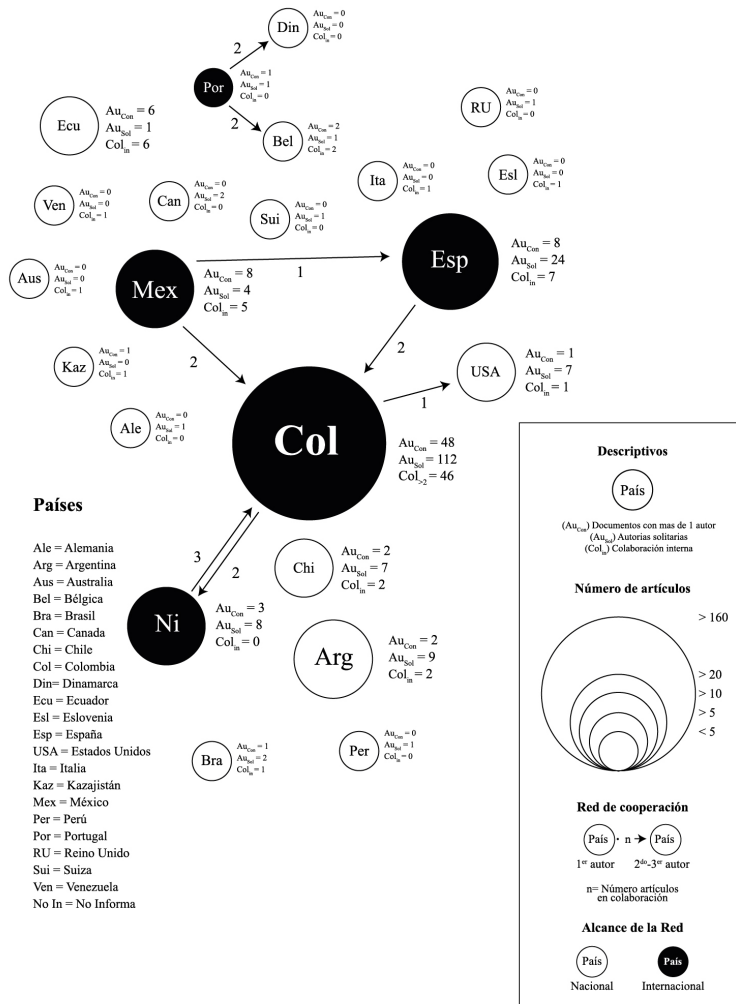 Din
Au_Con = 0
Au_Sol = 0
Col_in = 0
2
Por
Au_Con = 1
Au_Sol = 1
Col_in = 0
2
Bel
Au_Con = 2
Au_Sol = 1
Col_in = 2
RU
Au_Con = 0
Au_Sol = 1
Col_in = 0
Ecu
Au_Con = 6
Au_Sol = 1
Col_in = 6
Ita
Au_Con = 0
Au_Sol = 0
Col_in = 1
Esl
Au_Con = 0
Au_Sol = 0
Col_in = 1
Ven
Au_Con = 0
Au_Sol = 0
Col_in = 1
Can
Au_Con = 0
Au_Sol = 2
Col_in = 0
Sui
Au_Con = 0
Au_Sol = 1
Col_in = 0
Aus
Au_Con = 0
Au_Sol = 0
Col_in = 1
Mex
Au_Con = 8
Au_Sol = 4
Col_in = 5
1
Esp
Au_Con = 8
Au_Sol = 24
Col_in = 7
Kaz
Au_Con = 1
Au_Sol = 0
Col_in = 1
2
2
USA
Au_Con = 1
Au_Sol = 7
Col_in = 1
1
Ale
Au_Con = 0
Au_Sol = 1
Col_in = 0
Col
Au_Con = 48
Au_Sol = 112
Col_>2 = 46
3
2
Chi
Au_Con = 2
Au_Sol = 7
Col_in = 2
Ni
Au_Con = 3
Au_Sol = 8
Col_in = 0
Arg
Au_Con = 2
Au_Sol = 9
Col_in = 2
Bra
Au_Con = 1
Au_Sol = 2
Col_in = 1
Per
Au_Con = 0
Au_Sol = 1
Col_in = 0
Países
Ale = Alemania
Arg = Argentina
Aus = Australia
Bel = Bélgica
Bra = Brasil
Can = Canada
Chi = Chile
Col = Colombia
Din= Dinamarca
Ecu = Ecuador
Esl = Eslovenia
Esp = España
USA = Estados Unidos
Ita = Italia
Kaz = Kazajistán
Mex = México
Per = Perú
Por = Portugal
RU = Reino Unido
Sui = Suiza
Ven = Venezuela
No In = No Informa
Descriptivos
País
(Au_Con) Documentos con mas de 1 autor
(Au_Sol) Autorias solitarias
(Col_in) Colaboración interna
Número de artículos
> 160
> 20
> 10
> 5
< 5
Red de cooperación
País · n País
1er autor 2do-3er autor
n= Número artículos
en colaboración
Alcance de la Red
País País
Nacional Internacional